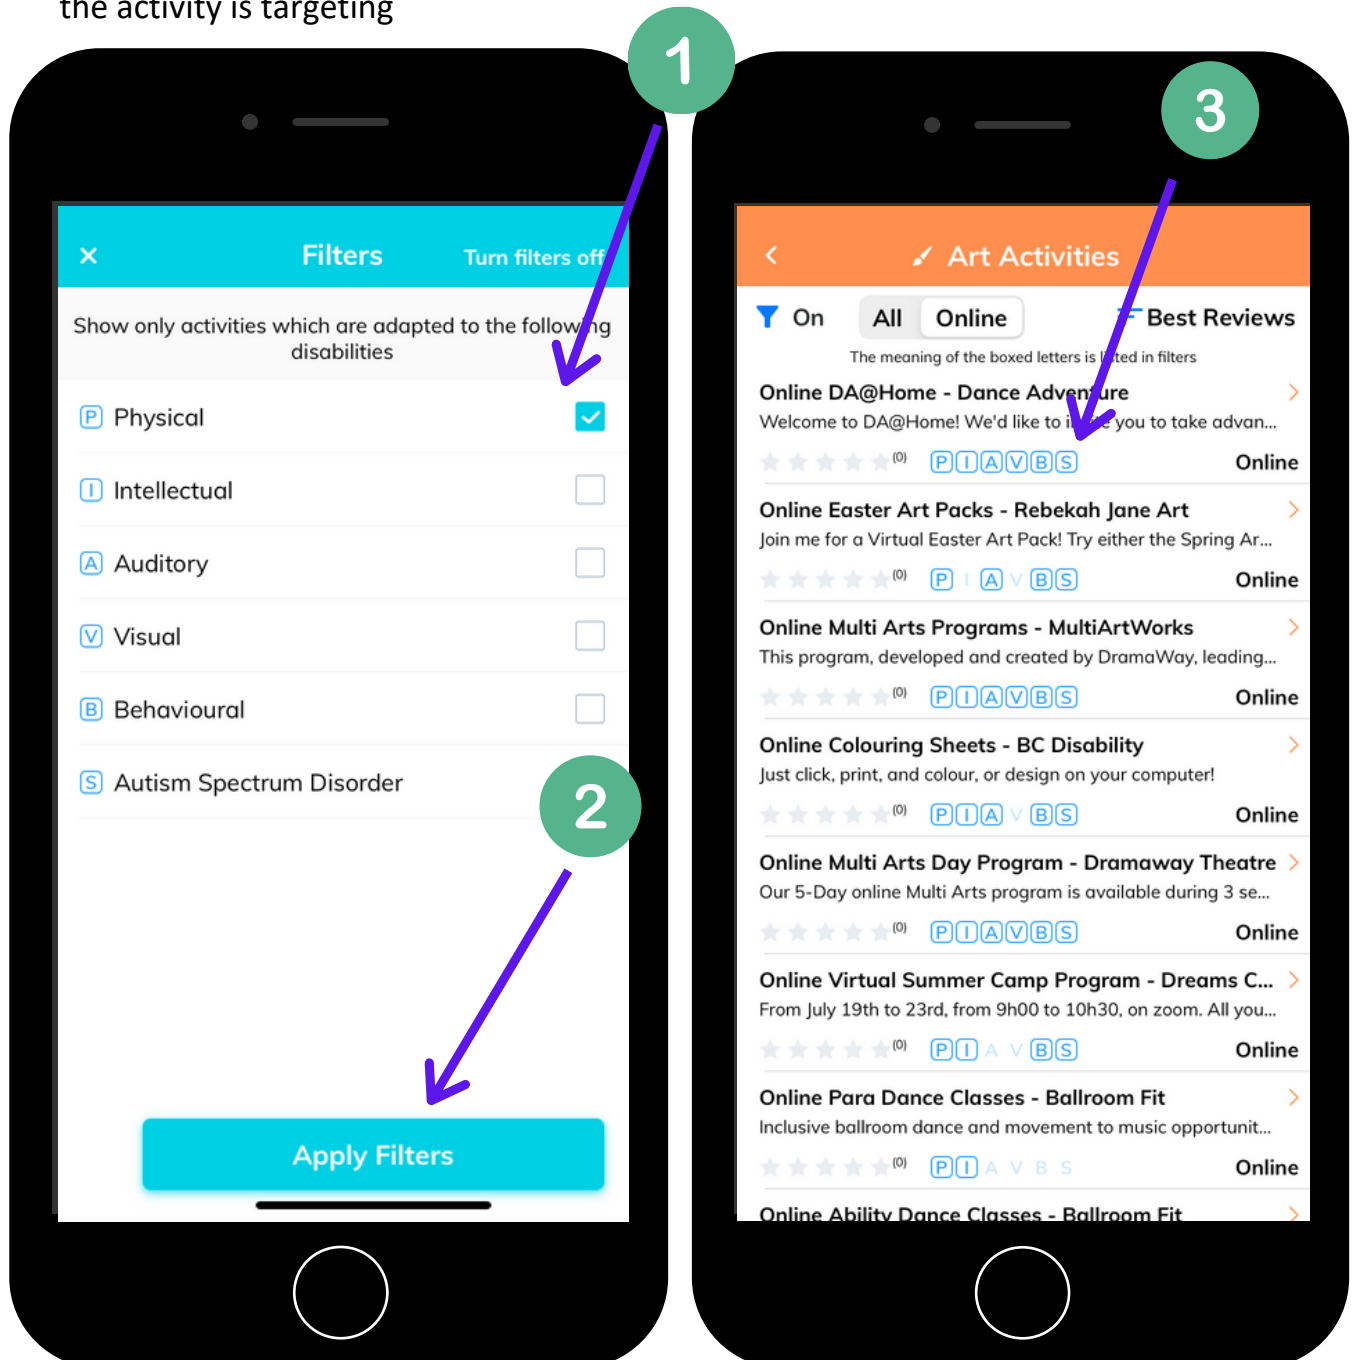 the activity is targeting
1
3
Filters
Turn filters off
Show only activities which are adapted to the following
disabilities
P Physical
I Intellectual
A Auditory
V Visual
B Behavioural
S Autism Spectrum Disorder
2
Apply Filters
Art Activities
On All Online Best Reviews
The meaning of the boxed letters is listed in filters
Online DA@Home - Dance Adventure
Welcome to DA@Home! We'd like to invite you to take advan...
(0) P I A V B S Online
Online Easter Art Packs - Rebekah Jane Art
Join me for a Virtual Easter Art Pack! Try either the Spring Ar...
(0) P I A V B S Online
Online Multi Arts Programs - MultiArtWorks
This program, developed and created by DramaWay, leading...
(0) P I A V B S Online
Online Colouring Sheets - BC Disability
Just click, print, and colour, or design on your computer!
(0) P I A V B S Online
Online Multi Arts Day Program - Dramaway Theatre
Our 5-Day online Multi Arts program is available during 3 se...
(0) P I A V B S Online
Online Virtual Summer Camp Program - Dreams C...
From July 19th to 23rd, from 9h00 to 10h30, on zoom. All you...
(0) P I A V B S Online
Online Para Dance Classes - Ballroom Fit
Inclusive ballroom dance and movement to music opportunit...
(0) P I A V B S Online
Online Ability Dance Classes - Ballroom Fit